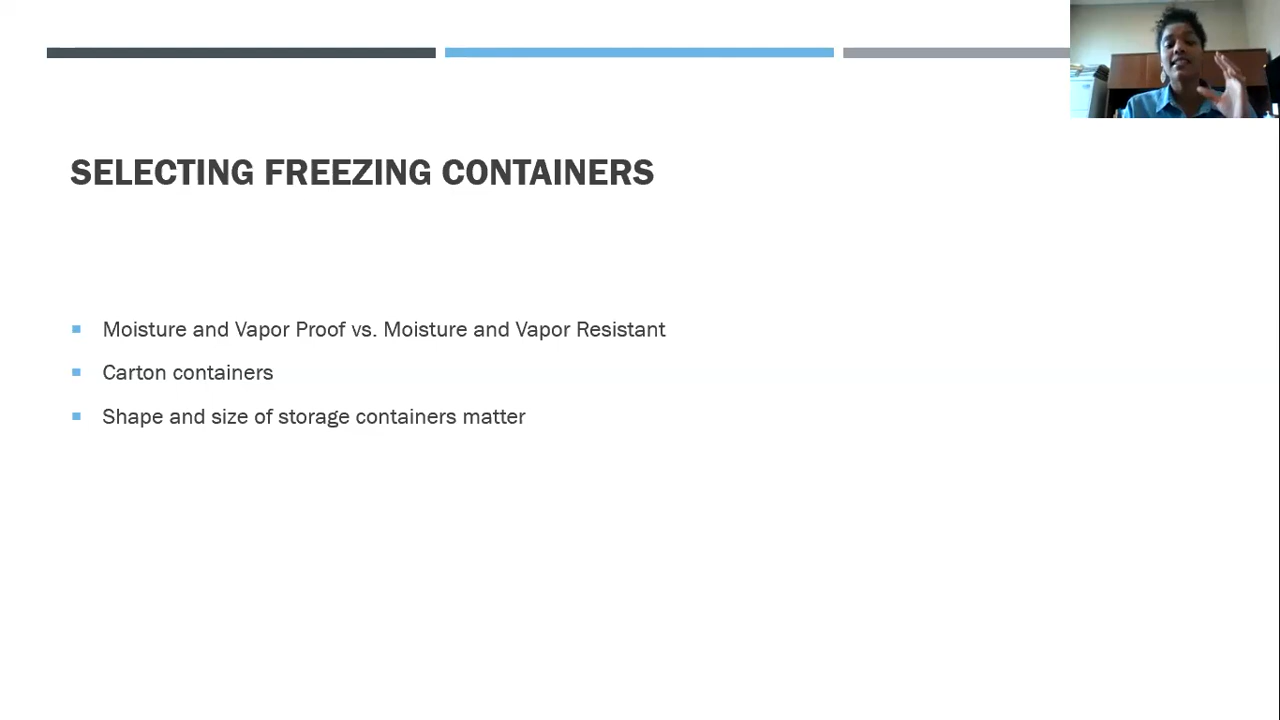 SELECTING FREEZING CONTAINERS
Moisture and Vapor Proof vs. Moisture and Vapor Resistant
Carton containers
Shape and size of storage containers matter